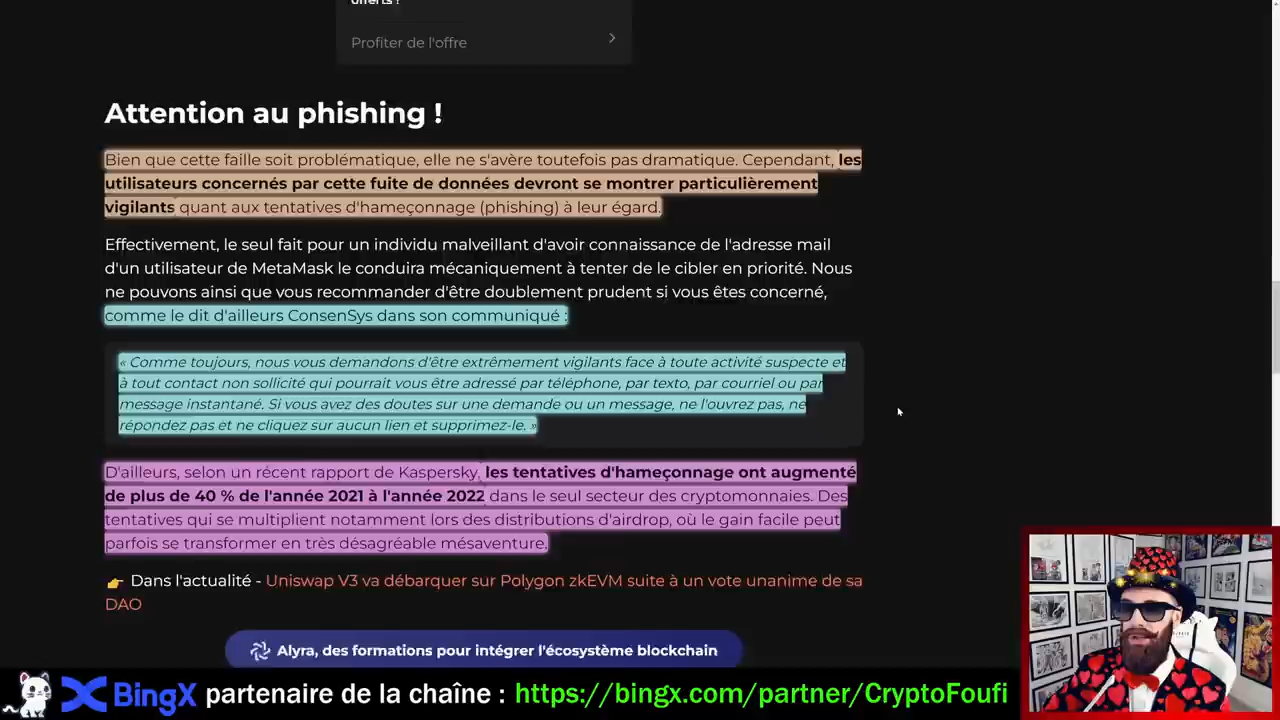 offerts !
Profiter de l'offre
Attention au phishing !
Bien que cette faille soit problématique, elle ne s'avère toutefois pas dramatique. Cependant, les
utilisateurs concernés par cette fuite de données devront se montrer particulièrement
vigilants quant aux tentatives d'hameçonnage (phishing) à leur égard.
Effectivement, le seul fait pour un individu malveillant d'avoir connaissance de l'adresse mail
d'un utilisateur de MetaMask le conduira mécaniquement à tenter de le cibler en priorité. Nous
ne pouvons ainsi que vous recommander d'être doublement prudent si vous êtes concerné,
comme le dit d'ailleurs ConsenSys dans son communiqué :
« Comme toujours, nous vous demandons d'être extrêmement vigilants face à toute activité suspecte et
à tout contact non sollicité qui pourrait vous être adressé par téléphone, par texto, par courriel ou par
message instantané. Si vous avez des doutes sur une demande ou un message, ne l'ouvrez pas, ne
répondez pas et ne cliquez sur aucun lien et supprimez-le. »
D'ailleurs, selon un récent rapport de Kaspersky, les tentatives d'hameçonnage ont augmenté
de plus de 40 % de l'année 2021 à l'année 2022 dans le seul secteur des cryptomonnaies. Des
tentatives qui se multiplient notamment lors des distributions d'airdrop, où le gain facile peut
parfois se transformer en très désagréable mésaventure.
👉 Dans l'actualité - Uniswap V3 va débarquer sur Polygon zkEVM suite à un vote unanime de sa
DAO
Alyra, des formations pour intégrer l'écosystème blockchain
BingX partenaire de la chaîne : https://bingx.com/partner/CryptoFoufi